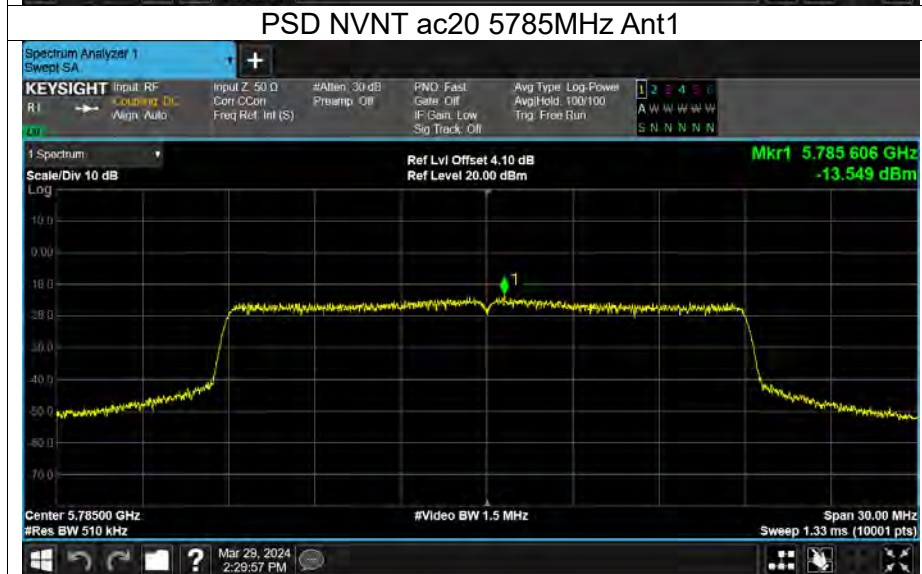 PSD NVNT ac20 5785MHz Ant1
Spectrum Analyzer 1
Swept SA
+
KEYSIGHT Input: RF
Input Z: 50 Ω
#Atten: 30 dB
PNO: Fast
Avg Type: Log-Power
1 2 3 4 5 6
RI
Coupling: DC
Corr CCorr
Preamp: Off
Gate: Off
Avg|Hold: 100/100
A W W W W W
Align: Auto
Freq Ref: Int (S)
IF Gain: Low
Trig: Free Run
Sig Track: Off
S N N N N N
1 Spectrum
Ref Lvl Offset 4.10 dB
Mkr1 5.785 606 GHz
Scale/Div 10 dB
Ref Level 20.00 dBm
-13.549 dBm
Log
10.0
0.00
-10.0
-20.0
-30.0
-40.0
-50.0
-60.0
-70.0
1
Center 5.78500 GHz
#Video BW 1.5 MHz
Span 30.00 MHz
#Res BW 510 kHz
Sweep 1.33 ms (10001 pts)
?
Mar 29, 2024
2:29:57 PM